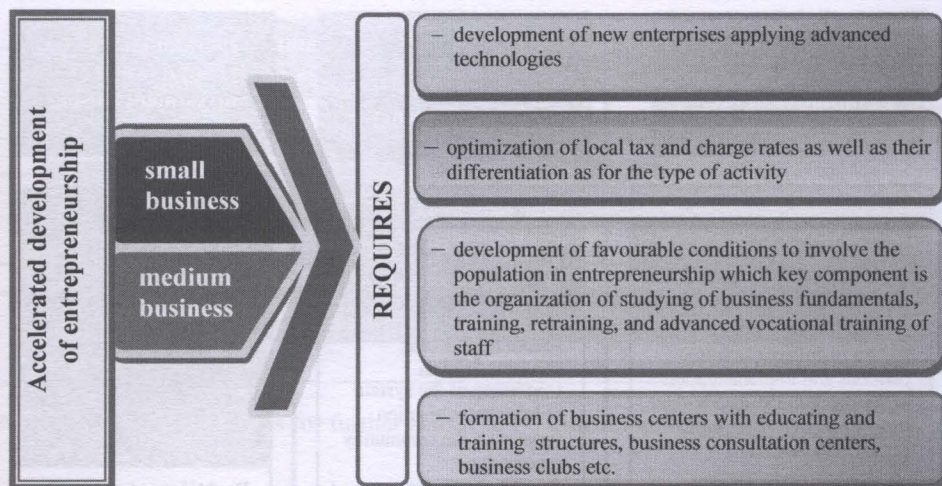 Accelerated development
of entrepreneurship
small
business
medium
business
REQUIRES
– development of new enterprises applying advanced
technologies
– optimization of local tax and charge rates as well as their
differentiation as for the type of activity
– development of favourable conditions to involve the
population in entrepreneurship which key component is
the organization of studying of business fundamentals,
training, retraining, and advanced vocational training of
staff
– formation of business centers with educating and
training structures, business consultation centers,
business clubs etc.